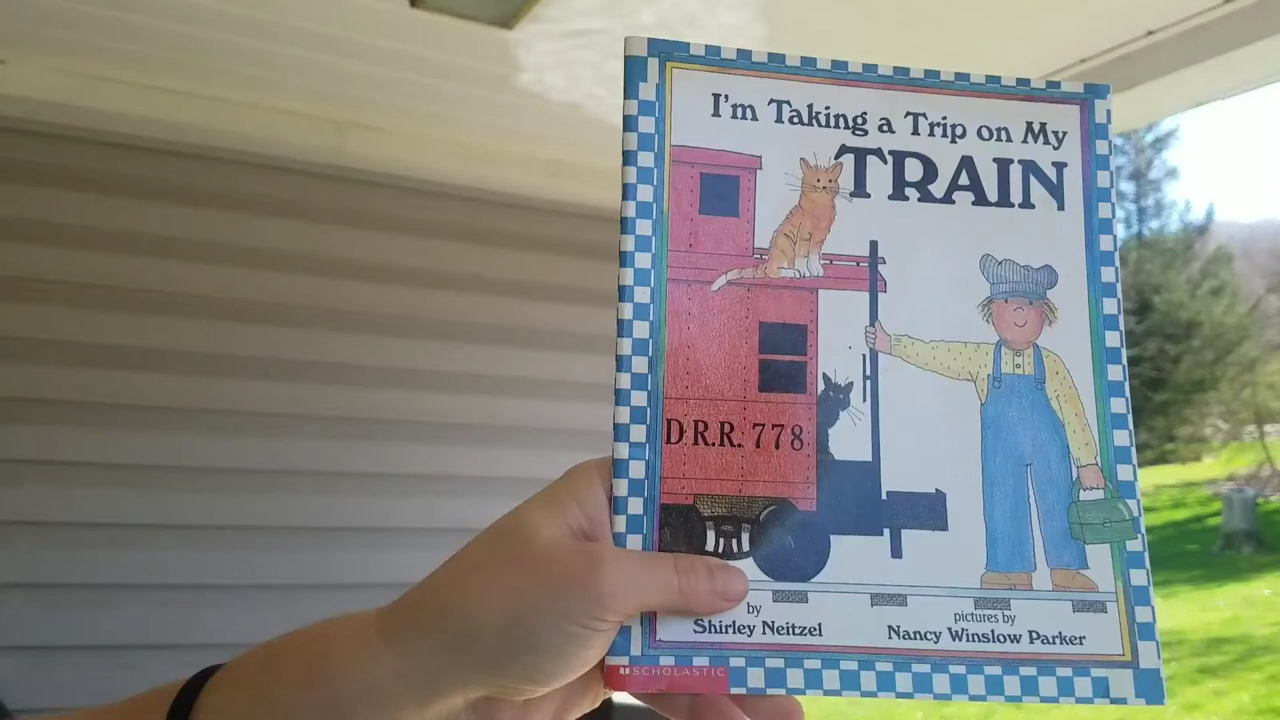 I'm Taking a Trip on My
TRAIN
D.R.R. 778
by
Shirley Neitzel
pictures by
Nancy Winslow Parker
SCHOLASTIC